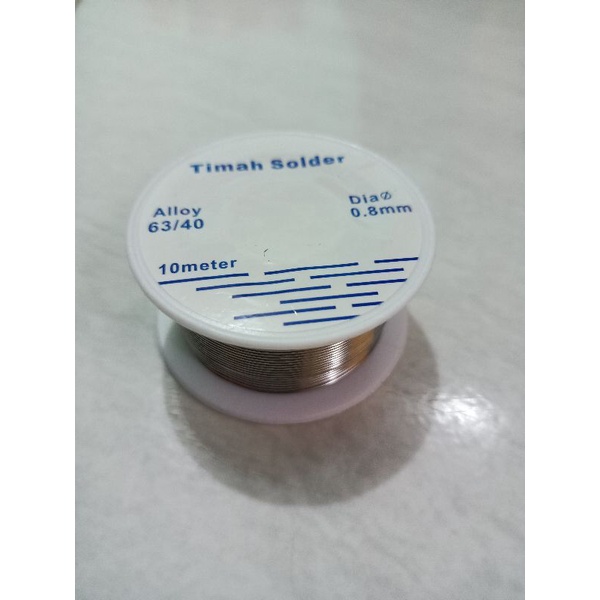 Timah Solder
Alloy
63/40
Dia∅
0.8mm
10meter